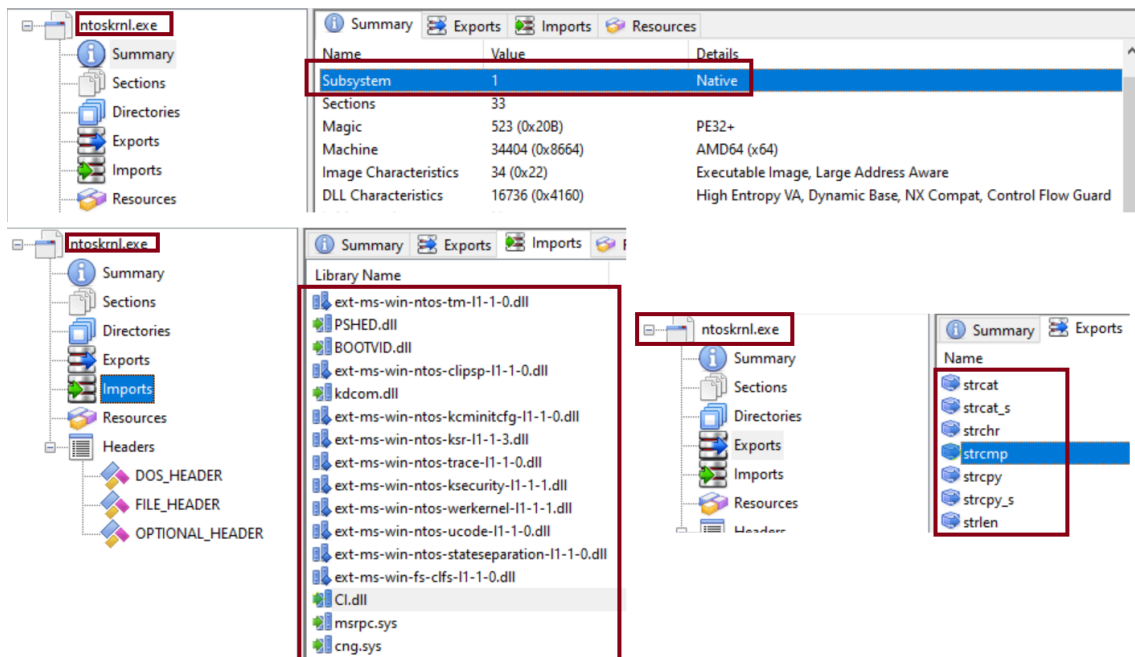 ntoskrnl.exe
Summary
Sections
Directories
Exports
Imports
Resources
Summary Exports Imports Resources
Name Value Details
Subsystem 1 Native
Sections 33
Magic 523 (0x20B) PE32+
Machine 34404 (0x8664) AMD64 (x64)
Image Characteristics 34 (0x22) Executable Image, Large Address Aware
DLL Characteristics 16736 (0x4160) High Entropy VA, Dynamic Base, NX Compat, Control Flow Guard
ntoskrnl.exe
Summary
Sections
Directories
Exports
Imports
Resources
Headers
DOS_HEADER
FILE_HEADER
OPTIONAL_HEADER
Summary Exports Imports
Library Name
ext-ms-win-ntos-tm-l1-1-0.dll
PSHED.dll
BOOTVID.dll
ext-ms-win-ntos-clipsp-l1-1-0.dll
kdcom.dll
ext-ms-win-ntos-kcminitcfg-l1-1-0.dll
ext-ms-win-ntos-ksr-l1-1-3.dll
ext-ms-win-ntos-trace-l1-1-0.dll
ext-ms-win-ntos-ksecurity-l1-1-1.dll
ext-ms-win-ntos-werkernel-l1-1-1.dll
ext-ms-win-ntos-ucode-l1-1-0.dll
ext-ms-win-ntos-stateseparation-l1-1-0.dll
ext-ms-win-fs-clfs-l1-1-0.dll
CI.dll
msrpc.sys
cng.sys
ntoskrnl.exe
Summary
Sections
Directories
Exports
Imports
Resources
Headers
Summary Exports
Name
strcat
strcat_s
strchr
strcmp
strcpy
strcpy_s
strlen